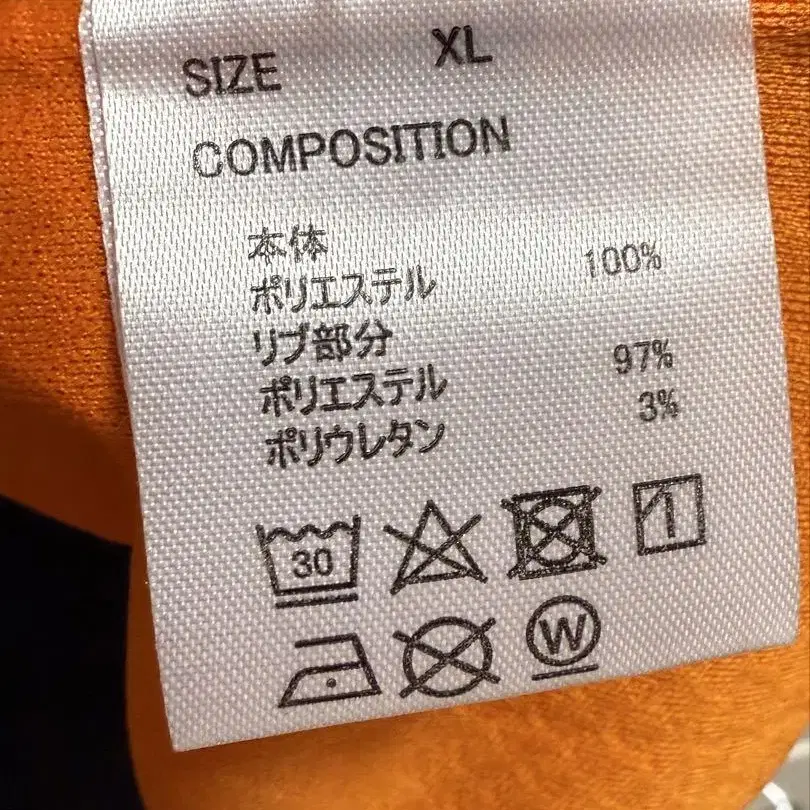 SIZE XL
COMPOSITION
本体
ポリエステル 100%
リブ部分
ポリエステル 97%
ポリウレタン 3%
30
W